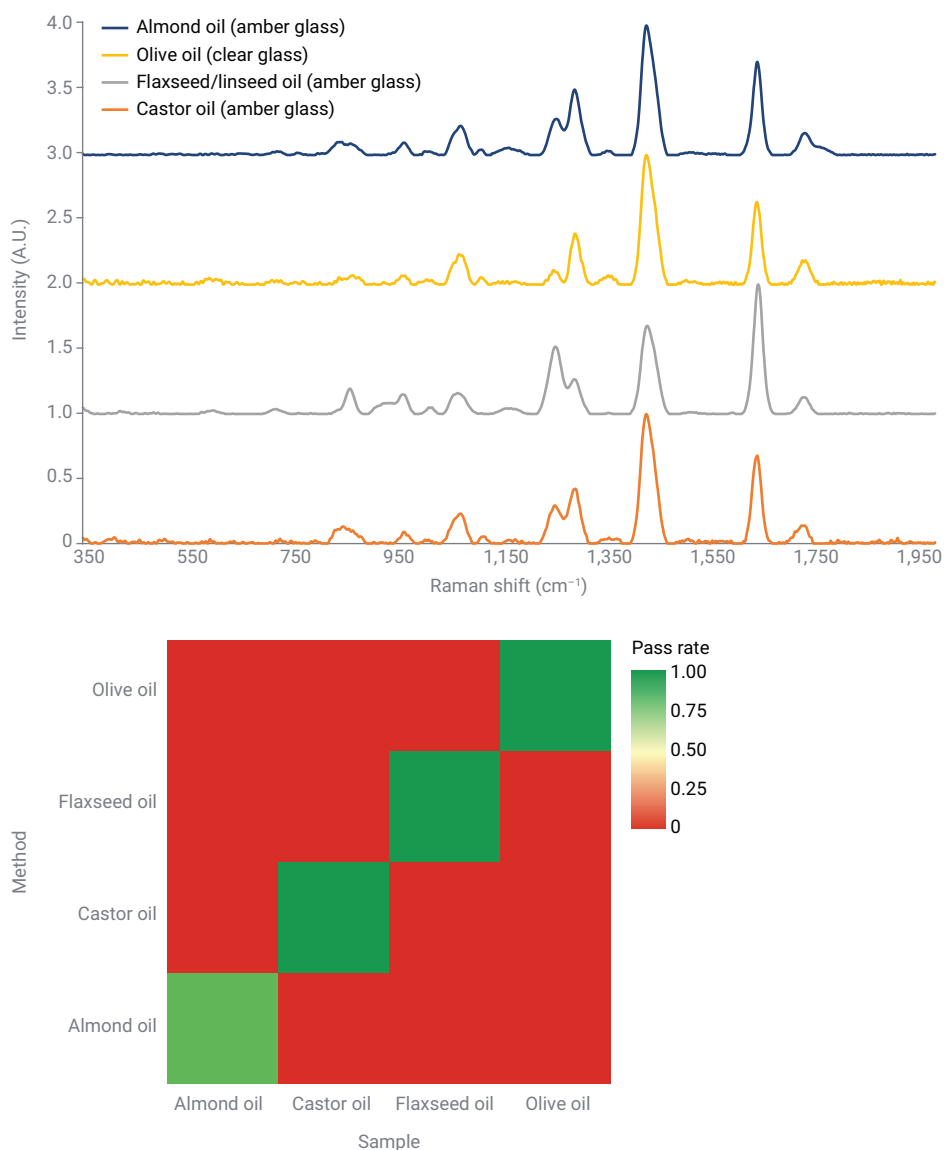 4.0
3.5
3.0
2.5
2.0
1.5
1.0
0.5
0
Intensity (A.U.)
Almond oil (amber glass)
Olive oil (clear glass)
Flaxseed/linseed oil (amber glass)
Castor oil (amber glass)
350 550 750 950 1,150 1,350 1,550 1,750 1,950
Raman shift (cm⁻¹)
Method
Olive oil
Flaxseed oil
Castor oil
Almond oil
Almond oil Castor oil Flaxseed oil Olive oil
Sample
Pass rate
1.00
0.75
0.50
0.25
0